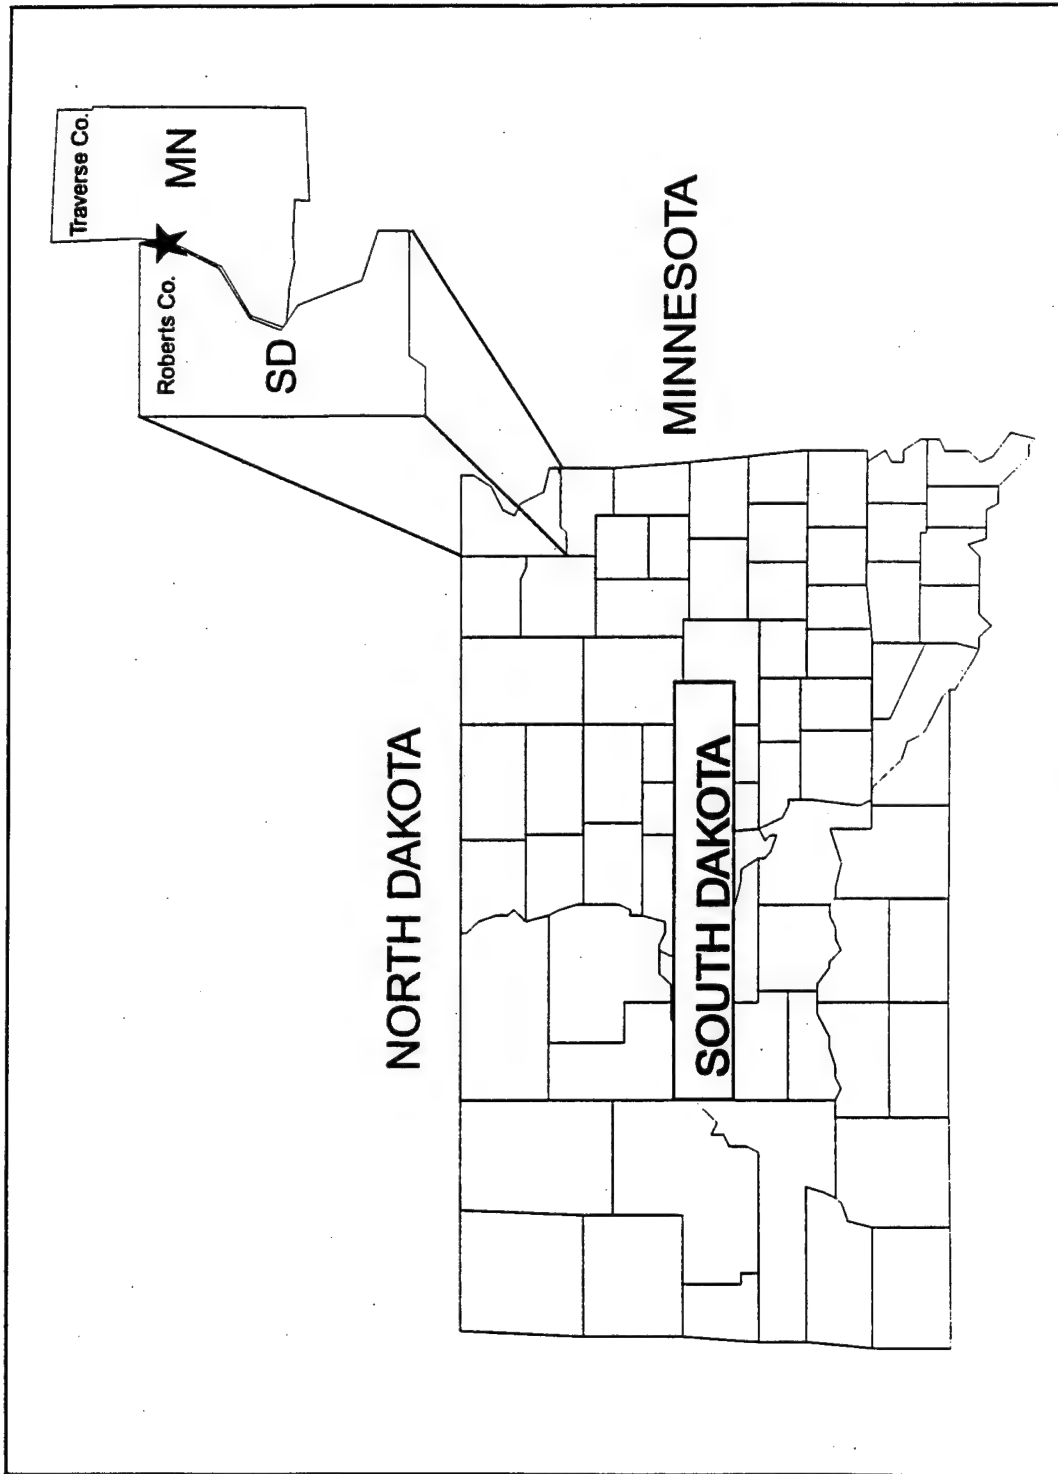 Traverse Co.
Roberts Co.
MN
SD
NORTH DAKOTA
MINNESOTA
SOUTH DAKOTA